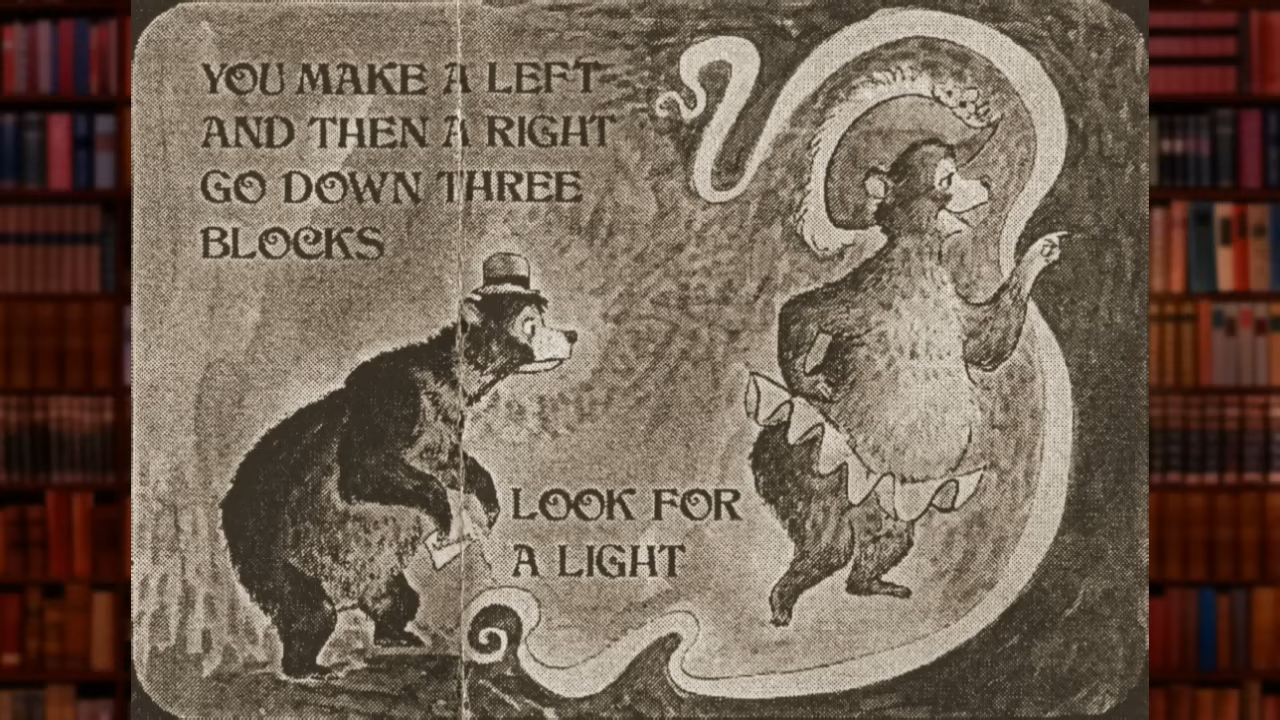 YOU MAKE A LEFT
AND THEN A RIGHT
GO DOWN THREE
BLOCKS
LOOK FOR
A LIGHT